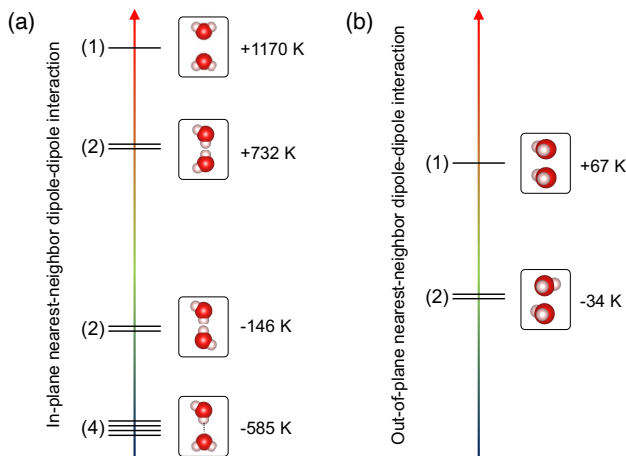 (a)
In-plane nearest-neighbor dipole-dipole interaction
(1)
+1170 K
(2)
+732 K
(2)
-146 K
(4)
-585 K
(b)
Out-of-plane nearest-neighbor dipole-dipole interaction
(1)
+67 K
(2)
-34 K